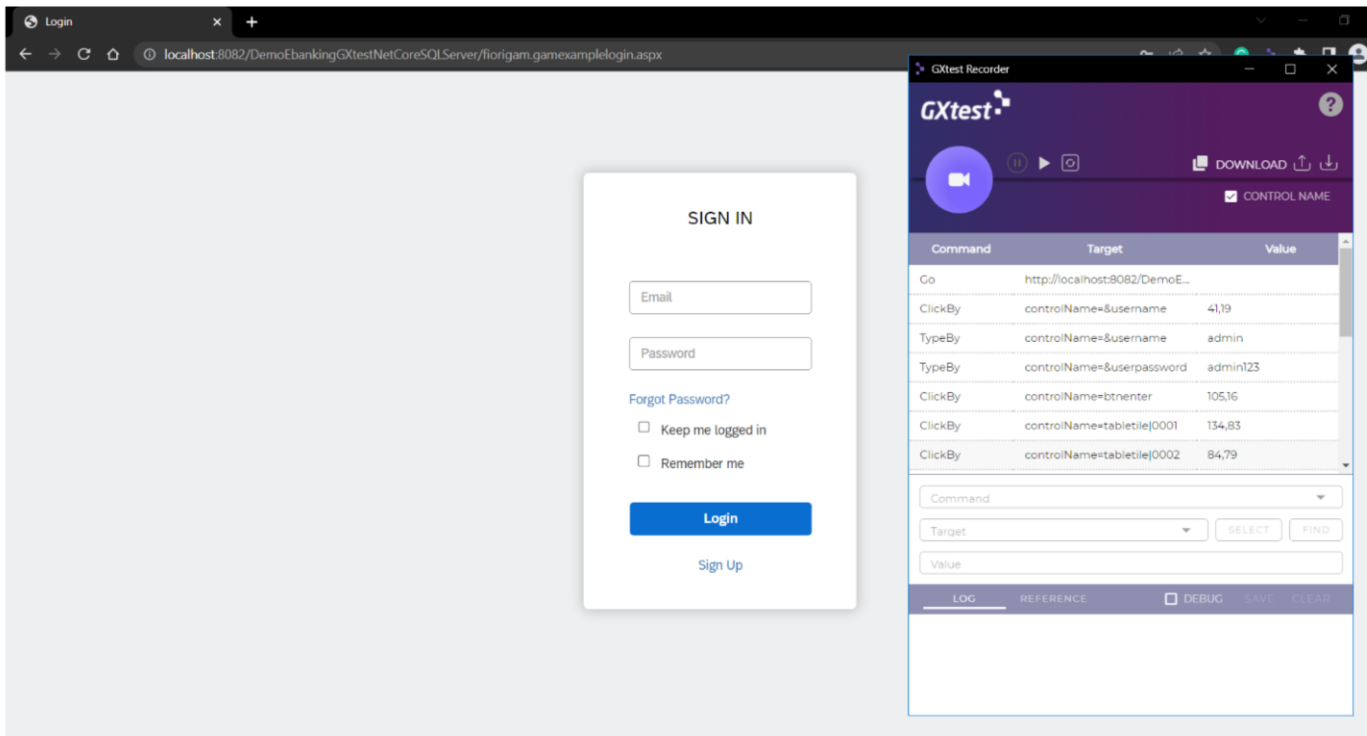 Login
localhost:8082/DemoEbankingGXtestNetCoreSQLServer/fiorigam.gamexamplelogin.aspx
SIGN IN
Email
Password
Forgot Password?
Keep me logged in
Remember me
Login
Sign Up
GXtest Recorder
GXtest
?
DOWNLOAD
CONTROL NAME
Command Target Value
Go http://localhost:8082/DemoE...
ClickBy controlName=&username 41,19
TypeBy controlName=&username admin
TypeBy controlName=&userpassword admin123
ClickBy controlName=btnenter 105,16
ClickBy controlName=tabletile|0001 134,83
ClickBy controlName=tabletile|0002 84,79
Command
Target SELECT FIND
Value
LOG REFERENCE DEBUG SAVE CLEAR